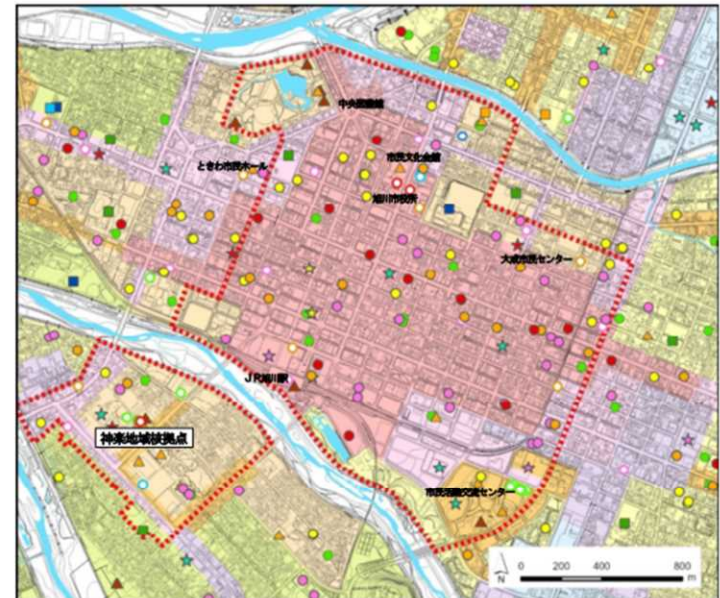 中央図書館
市民文化会館
ときわ市民ホール
旭川市役所
大成市民センター
JR旭川駅
神楽地域核拠点
市民活動交流センター
0 200 400 800
m
N